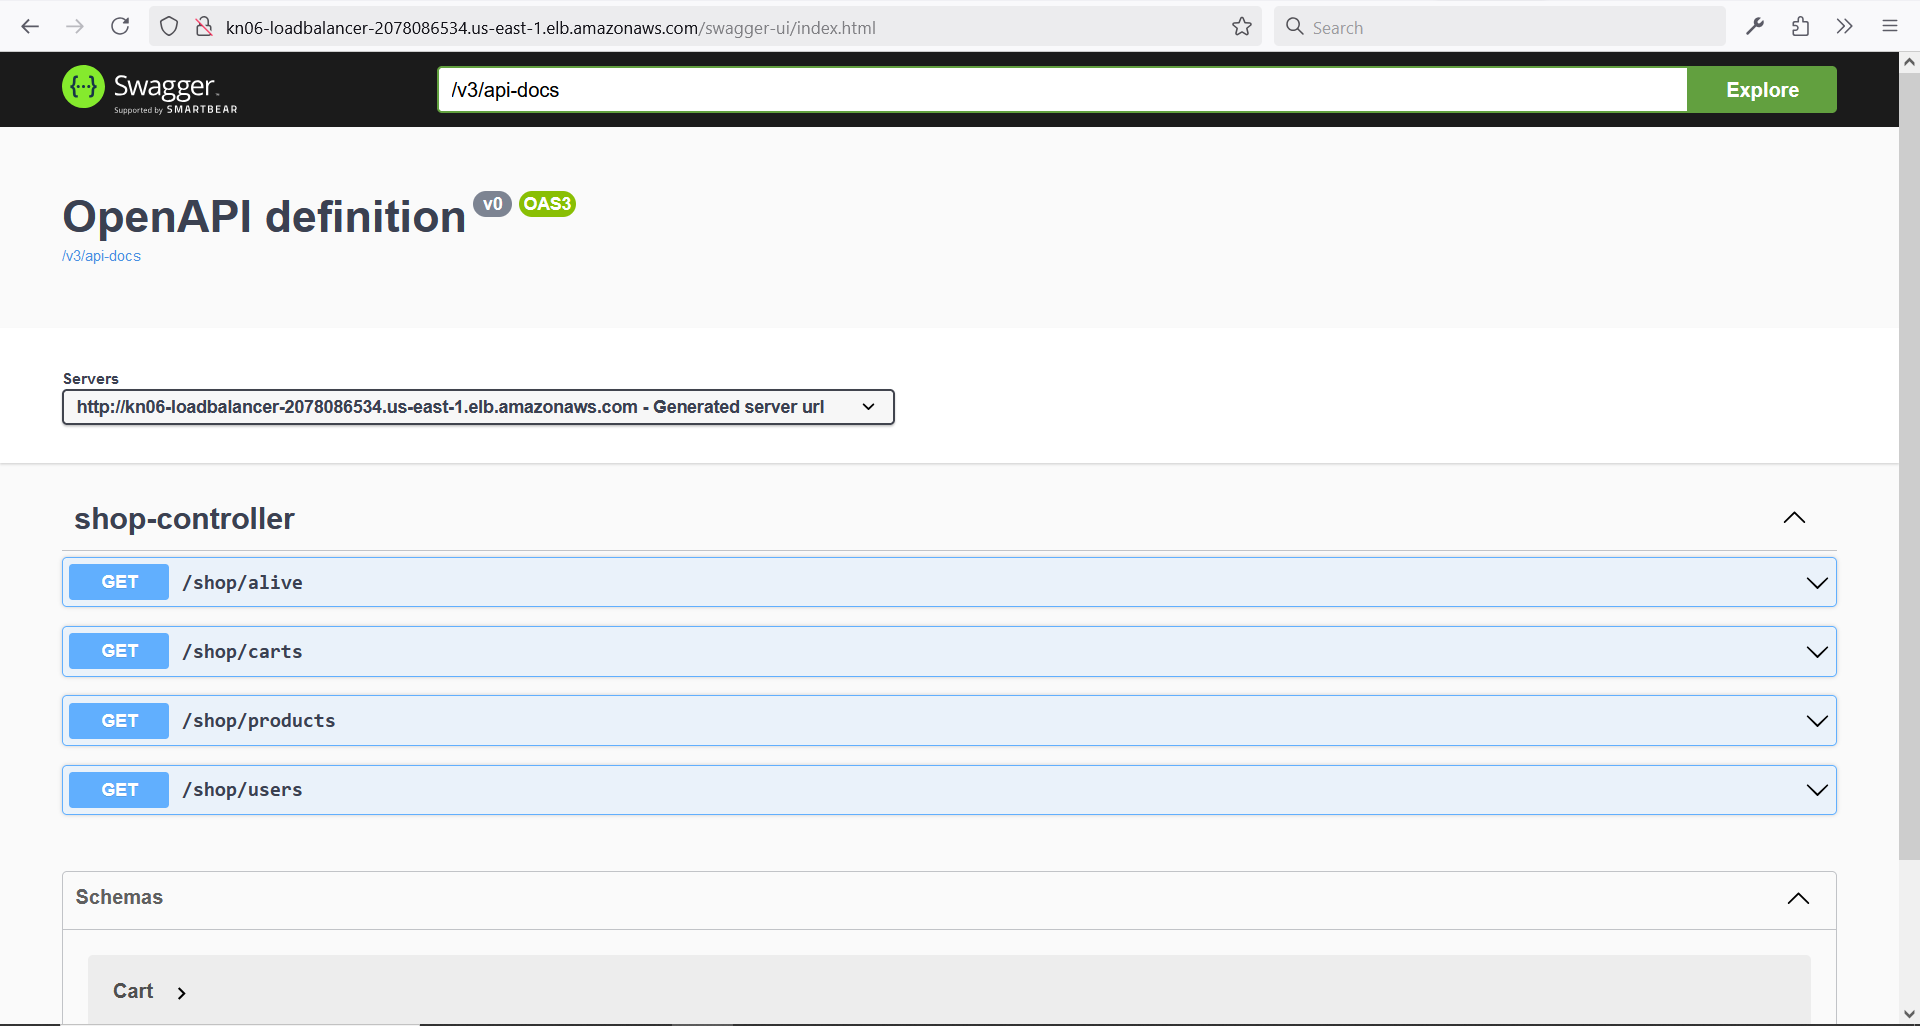 kn06-loadbalancer-2078086534.us-east-1.elb.amazonaws.com/swagger-ui/index.html
Search
{···} Swagger.
Supported by SMARTBEAR
/v3/api-docs
Explore
OpenAPI definition v0 OAS3
/v3/api-docs
Servers
http://kn06-loadbalancer-2078086534.us-east-1.elb.amazonaws.com - Generated server url
shop-controller
GET /shop/alive
GET /shop/carts
GET /shop/products
GET /shop/users
Schemas
Cart